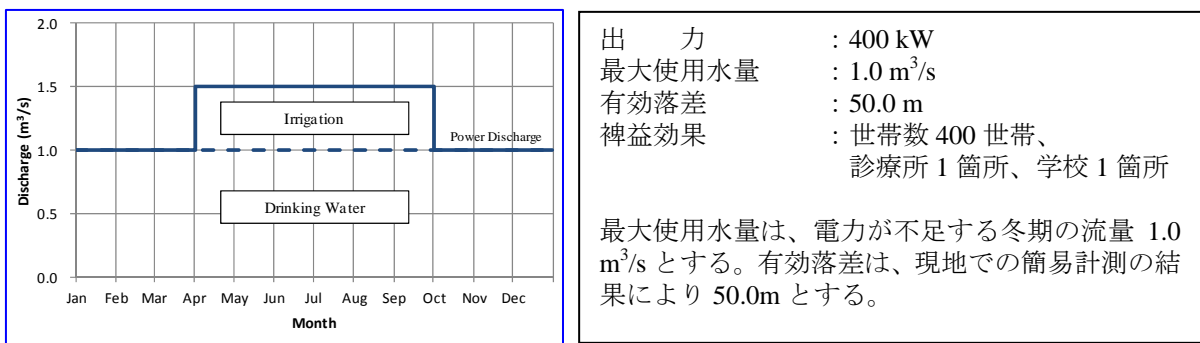 2.0
1.5
1.0
0.5
0.0
Discharge (m³/s)
Irrigation
Power Discharge
Drinking Water
Jan Feb Mar Apr May Jun Jul Aug Sep Oct Nov Dec
Month
出 力 : 400 kW
最大使用水量 : 1.0 m³/s
有効落差 : 50.0 m
裨益効果 : 世帯数 400 世帯、
診療所 1 箇所、学校 1 箇所
最大使用水量は、電力が不足する冬期の流量 1.0
m³/s とする。有効落差は、現地での簡易計測の結
果により 50.0m とする。